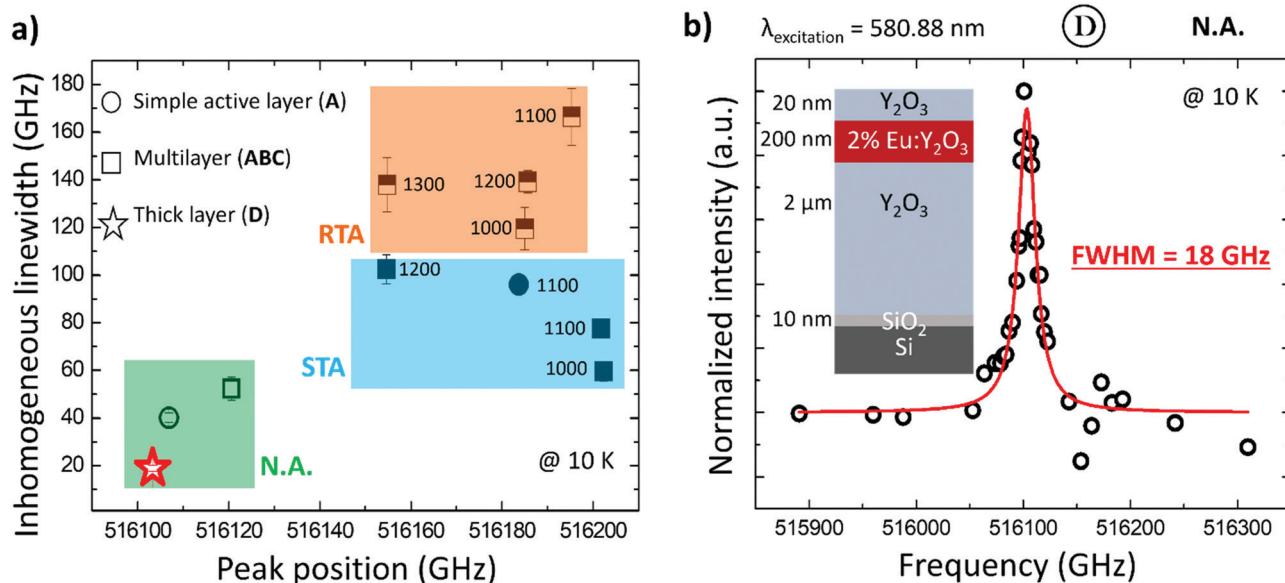 a)
Inhomogeneous linewidth (GHz)
180
160
140
120
100
80
60
40
20
Simple active layer (A)
Multilayer (ABC)
Thick layer (D)
1100
1300
1200
1000
RTA
1200
1100
1100
1000
STA
N.A.
@ 10 K
516100
516120
516140
516160
516180
516200
Peak position (GHz)
b)
λexcitation = 580.88 nm
D
N.A.
Normalized intensity (a.u.)
@ 10 K
20 nm
Y2O3
200 nm
2% Eu:Y2O3
2 µm
Y2O3
10 nm
SiO2
Si
FWHM = 18 GHz
515900
516000
516100
516200
516300
Frequency (GHz)